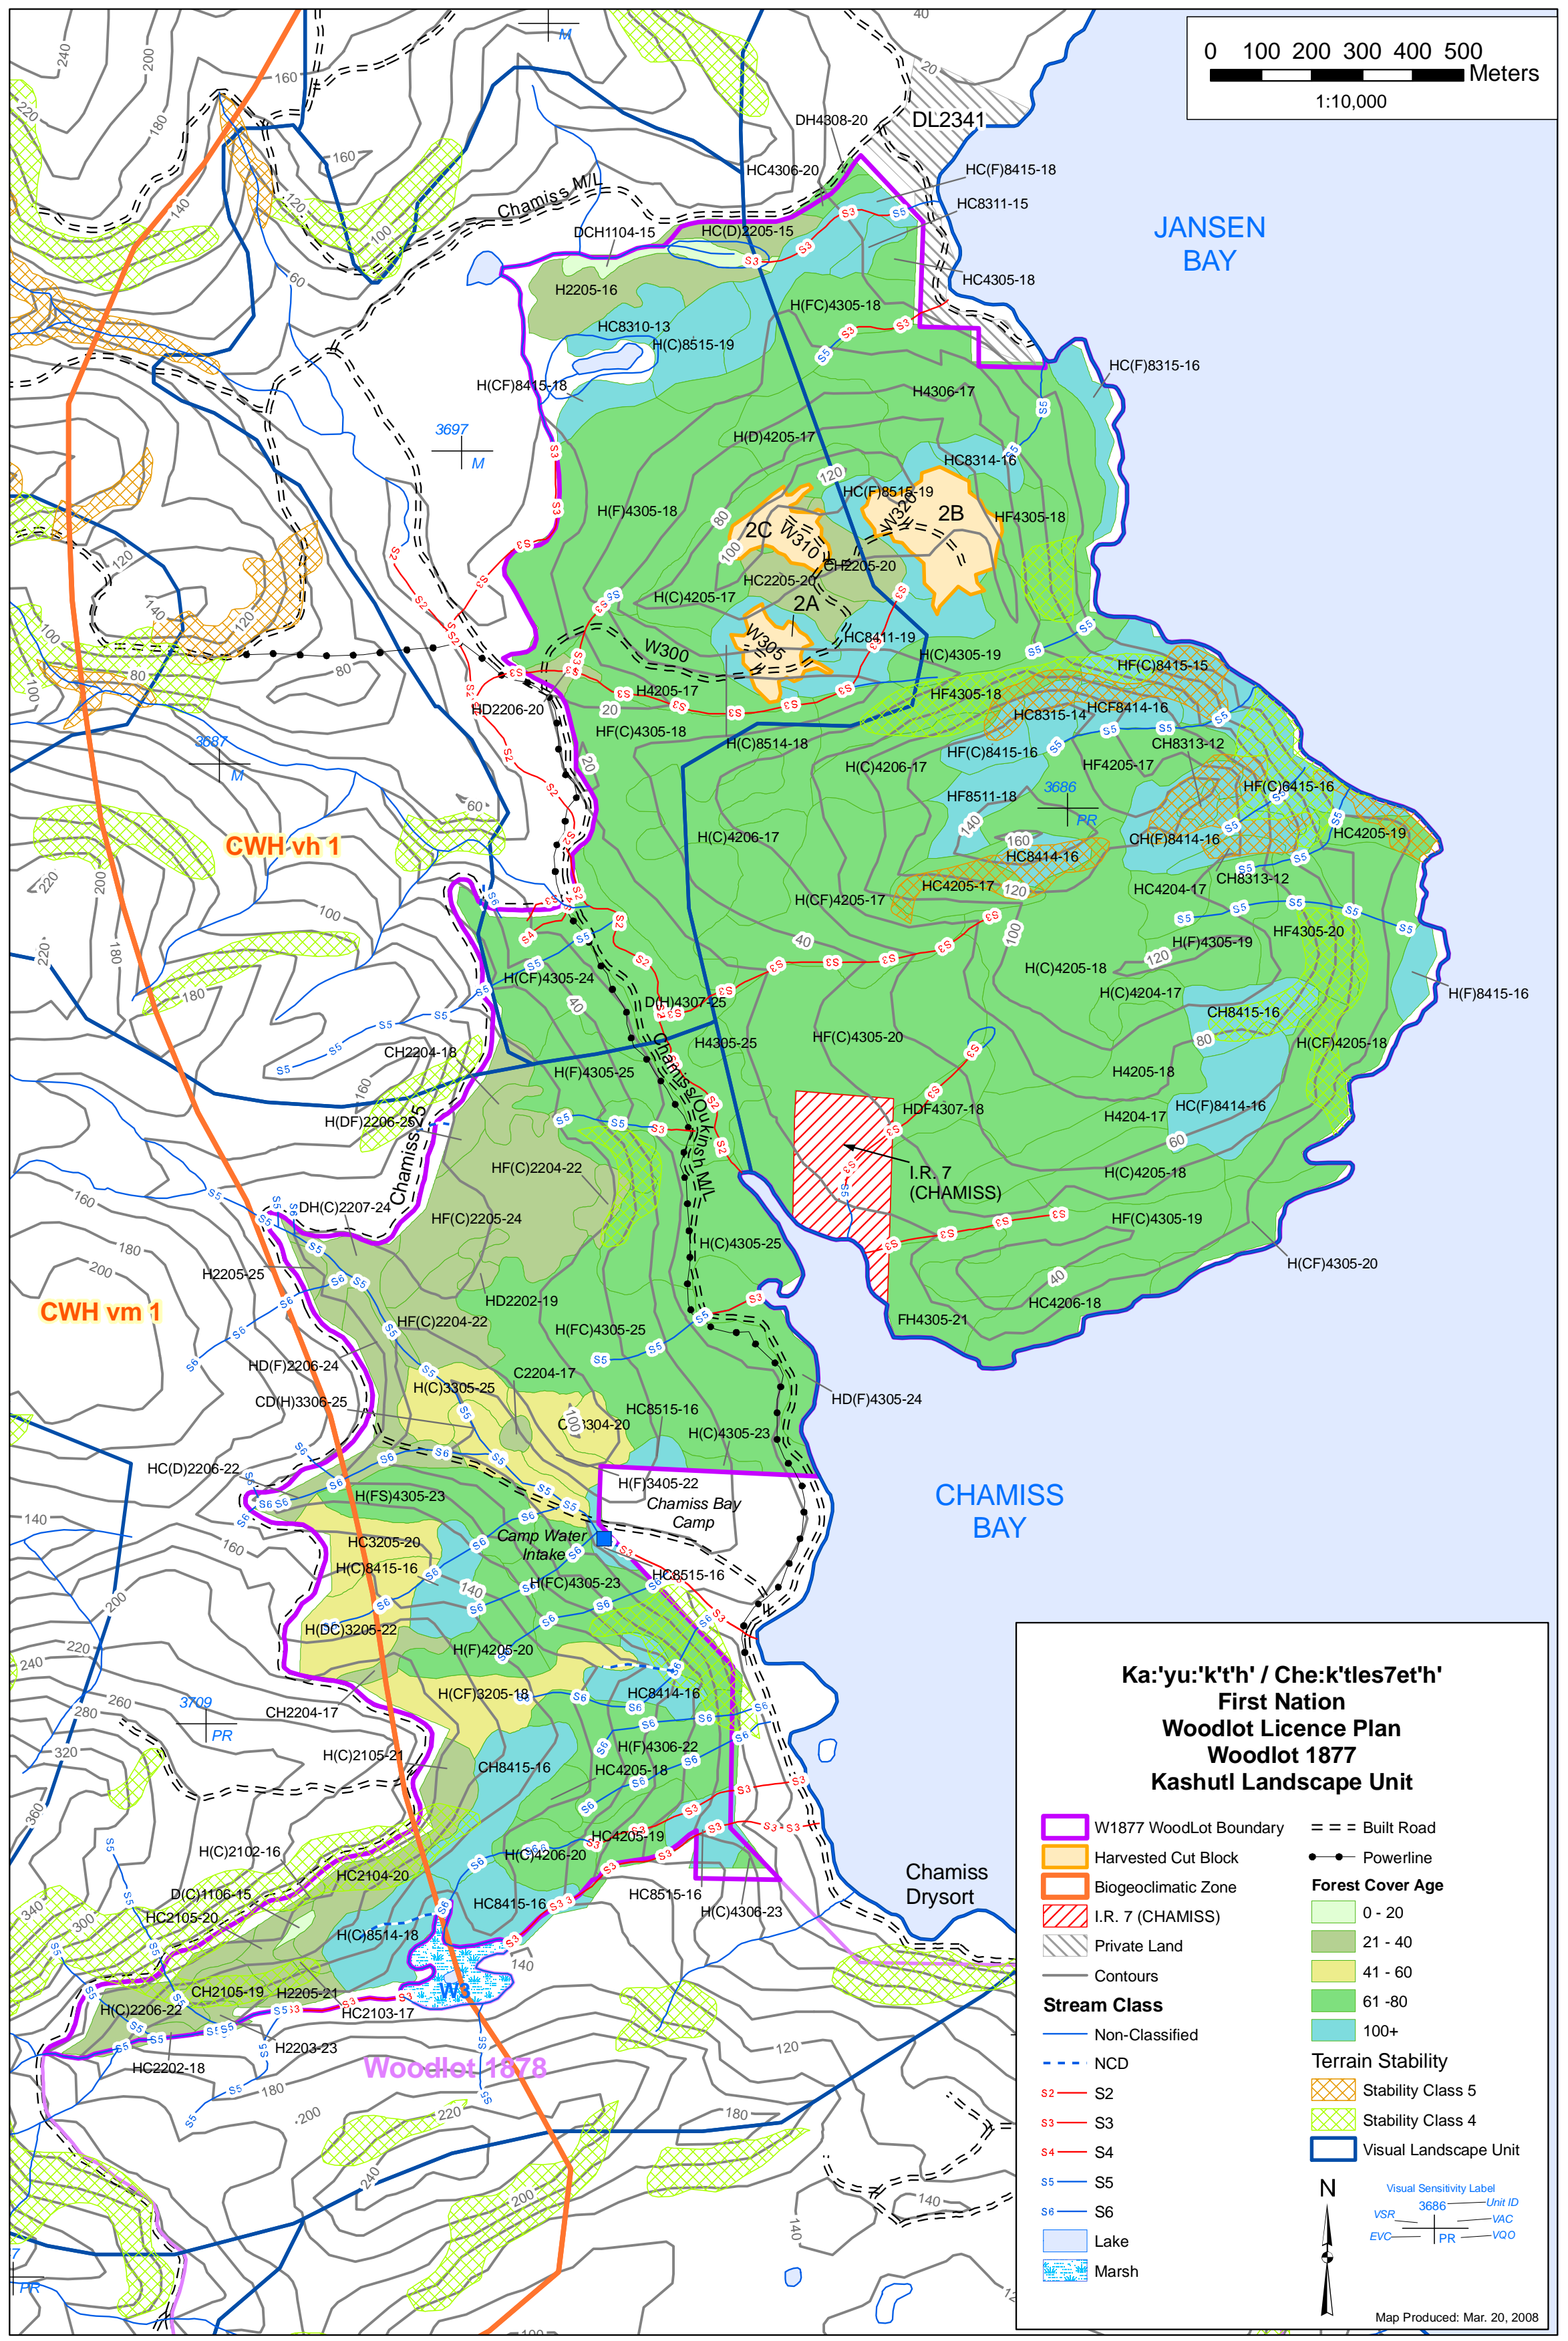 0 100 200 300 400 500
Meters
1:10,000
JANSEN
BAY
CHAMISS
BAY
DL2341
DH4308-20
HC4306-20
HC(F)8415-18
HC8311-15
Chamiss M/L
DCH1104-15
HC(D)2205-15
HC4305-18
H2205-16
H(FC)4305-18
HC8310-13
H(C)8515-19
HC(F)8315-16
H(CF)8415-18
H4306-17
3697
M
H(D)4205-17
HC8314-16
HC(F)8515-19
H(F)4305-18
2C
W310
W320
2B
HF4305-18
CH2205-20
HC2205-20
H(C)4205-17
2A
W305
HC8411-19
W300
H(C)4305-19
HF(C)8415-15
H4205-17
HF4305-18
HD2206-20
HC8315-14
HCF8414-16
HF(C)4305-18
H(C)8514-18
HF(C)8415-16
CH8313-12
3687
M
H(C)4206-17
HF4205-17
3686
PR
HF8511-18
HF(C)6415-16
CWH vh 1
H(C)4206-17
CH(F)8414-16
HC4205-19
HC8414-16
HC4205-17
HC4204-17
CH8313-12
H(CF)4205-17
H(F)4305-19
HF4305-20
H(CF)4305-24
H(C)4205-18
H(C)4204-17
H(F)8415-16
D(H)4307-25
CH8415-16
CH2204-18
H4305-25
HF(C)4305-20
H(CF)4205-18
Chamiss/Oukinish M/L
H(F)4305-25
H4205-18
HDF4307-18
H4204-17
HC(F)8414-16
H(DF)2206-25
Chamiss 25
HF(C)2204-22
I.R. 7
(CHAMISS)
H(C)4205-18
DH(C)2207-24
HF(C)2205-24
HF(C)4305-19
H(C)4305-25
H(CF)4305-20
H2205-25
CWH vm 1
HD2202-19
HC4206-18
HF(C)2204-22
H(FC)4305-25
FH4305-21
HD(F)2206-24
C2204-17
H(C)3305-25
HD(F)4305-24
CD(H)3306-25
HC8515-16
H(C)4305-23
HC(D)2206-22
H(F)3405-22
H(FS)4305-23
Chamiss Bay
Camp
HC3205-20
Camp Water
Intake
H(C)8415-16
H(FC)4305-23
HC8515-16
H(DC)3205-22
H(F)4205-20
H(CF)3205-18
HC8414-16
3709
PR
CH2204-17
H(C)2105-21
H(F)4306-22
CH8415-16
HC4205-18
H(C)2102-16
HC4205-19
H(C)4206-20
HC2104-20
D(C)1106-15
HC8415-16
HC8515-16
H(C)4306-23
Chamiss
Drysort
HC2105-20
H(C)8514-18
W3
CH2105-19
H2205-21
H(C)2206-22
HC2103-17
H2203-23
HC2202-18
Woodlot 1878
Ka:'yu:'k't'h' / Che:k'tles7et'h'
First Nation
Woodlot Licence Plan
Woodlot 1877
Kashutl Landscape Unit
W1877 WoodLot Boundary
Harvested Cut Block
Biogeoclimatic Zone
I.R. 7 (CHAMISS)
Private Land
Contours
Stream Class
Non-Classified
NCD
S2 S2
S3 S3
S4 S4
S5 S5
S6 S6
Lake
Marsh
Built Road
Powerline
Forest Cover Age
0 - 20
21 - 40
41 - 60
61 -80
100+
Terrain Stability
Stability Class 5
Stability Class 4
Visual Landscape Unit
N
Visual Sensitivity Label
3686
Unit ID
VSR
VAC
EVC
PR
VQO
Map Produced: Mar. 20, 2008